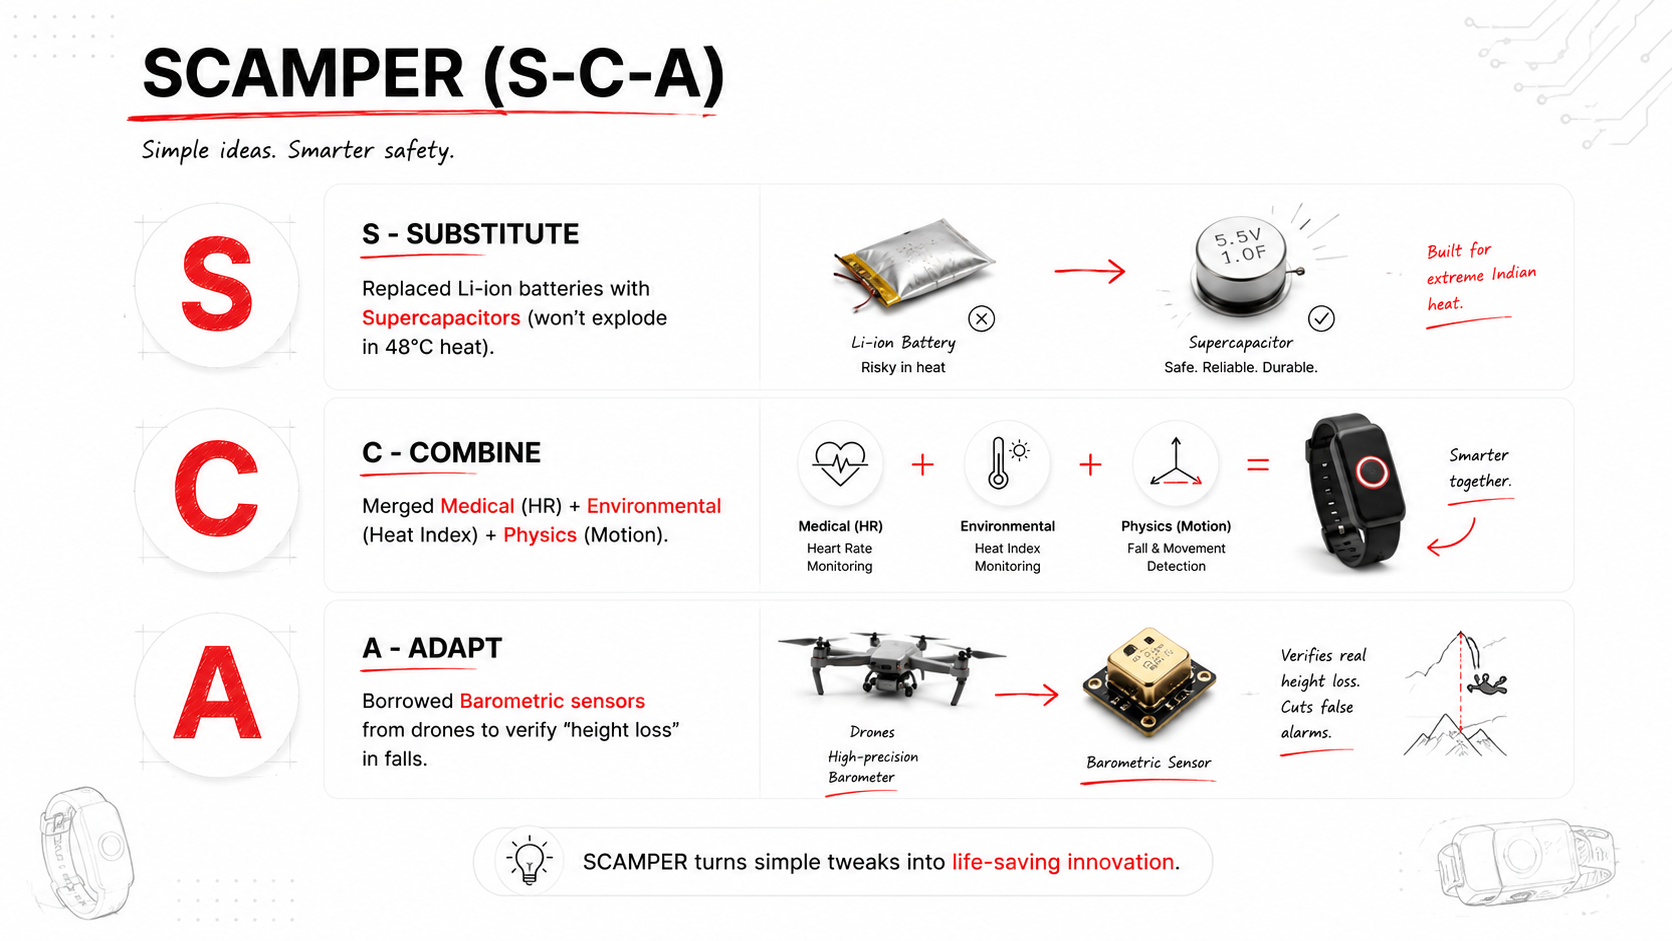 SCAMPER (S-C-A)
Simple ideas. Smarter safety.
S
S - SUBSTITUTE
Replaced Li-ion batteries with
Supercapacitors (won’t explode
in 48°C heat).
Li-ion Battery
Risky in heat
5.5V
1.0F
Supercapacitor
Safe. Reliable. Durable.
Built for
extreme Indian
heat.
C
C - COMBINE
Merged Medical (HR) + Environmental
(Heat Index) + Physics (Motion).
Medical (HR)
Heart Rate
Monitoring
+
Environmental
Heat Index
Monitoring
+
Physics (Motion)
Fall & Movement
Detection
=
Smarter
together.
A
A - ADAPT
Borrowed Barometric sensors
from drones to verify “height loss”
in falls.
Drones
High-precision
Barometer
Barometric Sensor
Verifies real
height loss.
Cuts false
alarms.
SCAMPER turns simple tweaks into life-saving innovation.